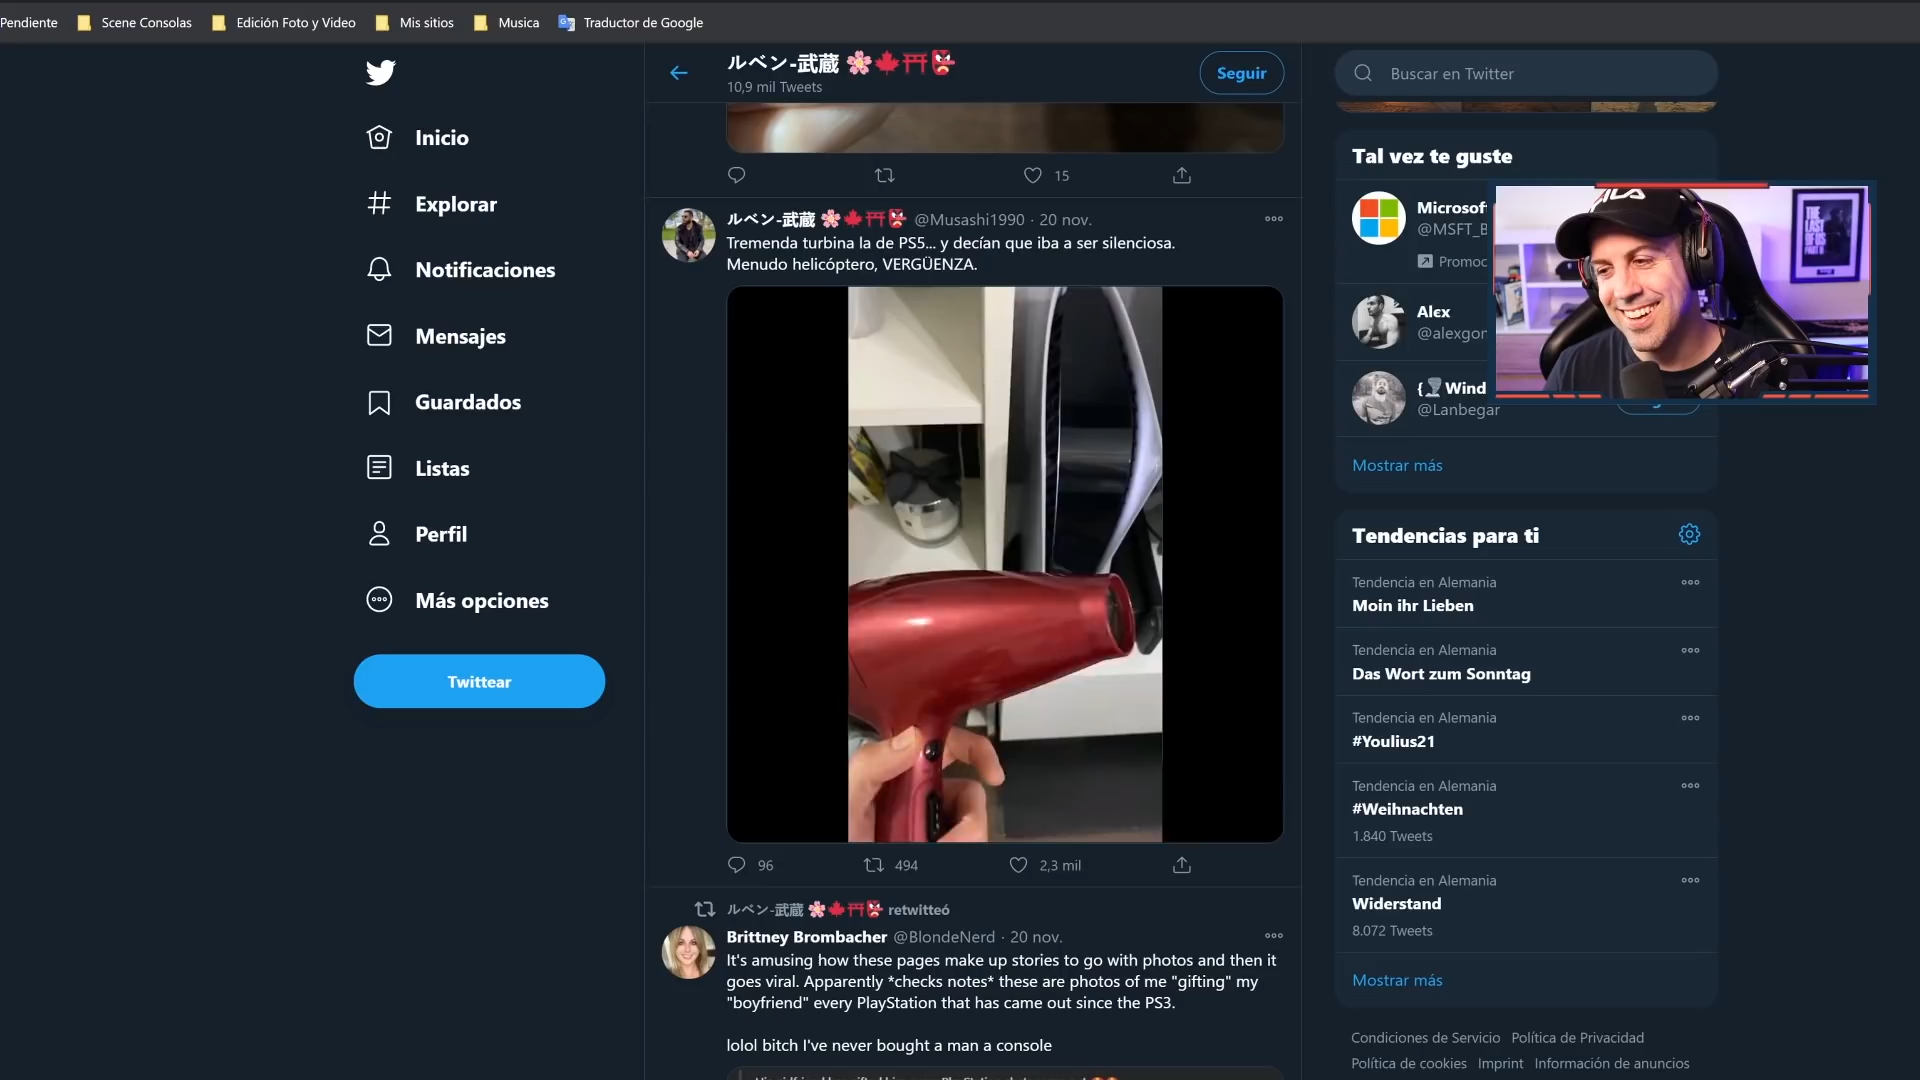 Pendiente
Scene Consolas
Edición Foto y Video
Mis sitios
Musica
Traductor de Google
Inicio
Explorar
Notificaciones
Mensajes
Guardados
Listas
Perfil
Más opciones
Twittear
ルベン-武蔵 🌸🍁⛩👺
10,9 mil Tweets
Seguir
15
ルベン-武蔵 🌸🍁⛩👺 @Musashi1990 · 20 nov.
Tremenda turbina la de PS5... y decían que iba a ser silenciosa.
Menudo helicóptero, VERGÜENZA.
96
494
2,3 mil
ルベン-武蔵 🌸🍁⛩👺 retwitteó
Brittney Brombacher @BlondeNerd · 20 nov.
It's amusing how these pages make up stories to go with photos and then it
goes viral. Apparently *checks notes* these are photos of me "gifting" my
"boyfriend" every PlayStation that has came out since the PS3.
lolol bitch I've never bought a man a console
Buscar en Twitter
Tal vez te guste
Microsof
@MSFT_B
Promoc
Alex
@alexgor
{ Wind
@Lanbegar
Mostrar más
THE
LAST
OF US
PART II
Tendencias para ti
Tendencia en Alemania
Moin ihr Lieben
Tendencia en Alemania
Das Wort zum Sonntag
Tendencia en Alemania
#Youlius21
Tendencia en Alemania
#Weihnachten
1.840 Tweets
Tendencia en Alemania
Widerstand
8.072 Tweets
Mostrar más
Condiciones de Servicio Política de Privacidad
Política de cookies Imprint Información de anuncios